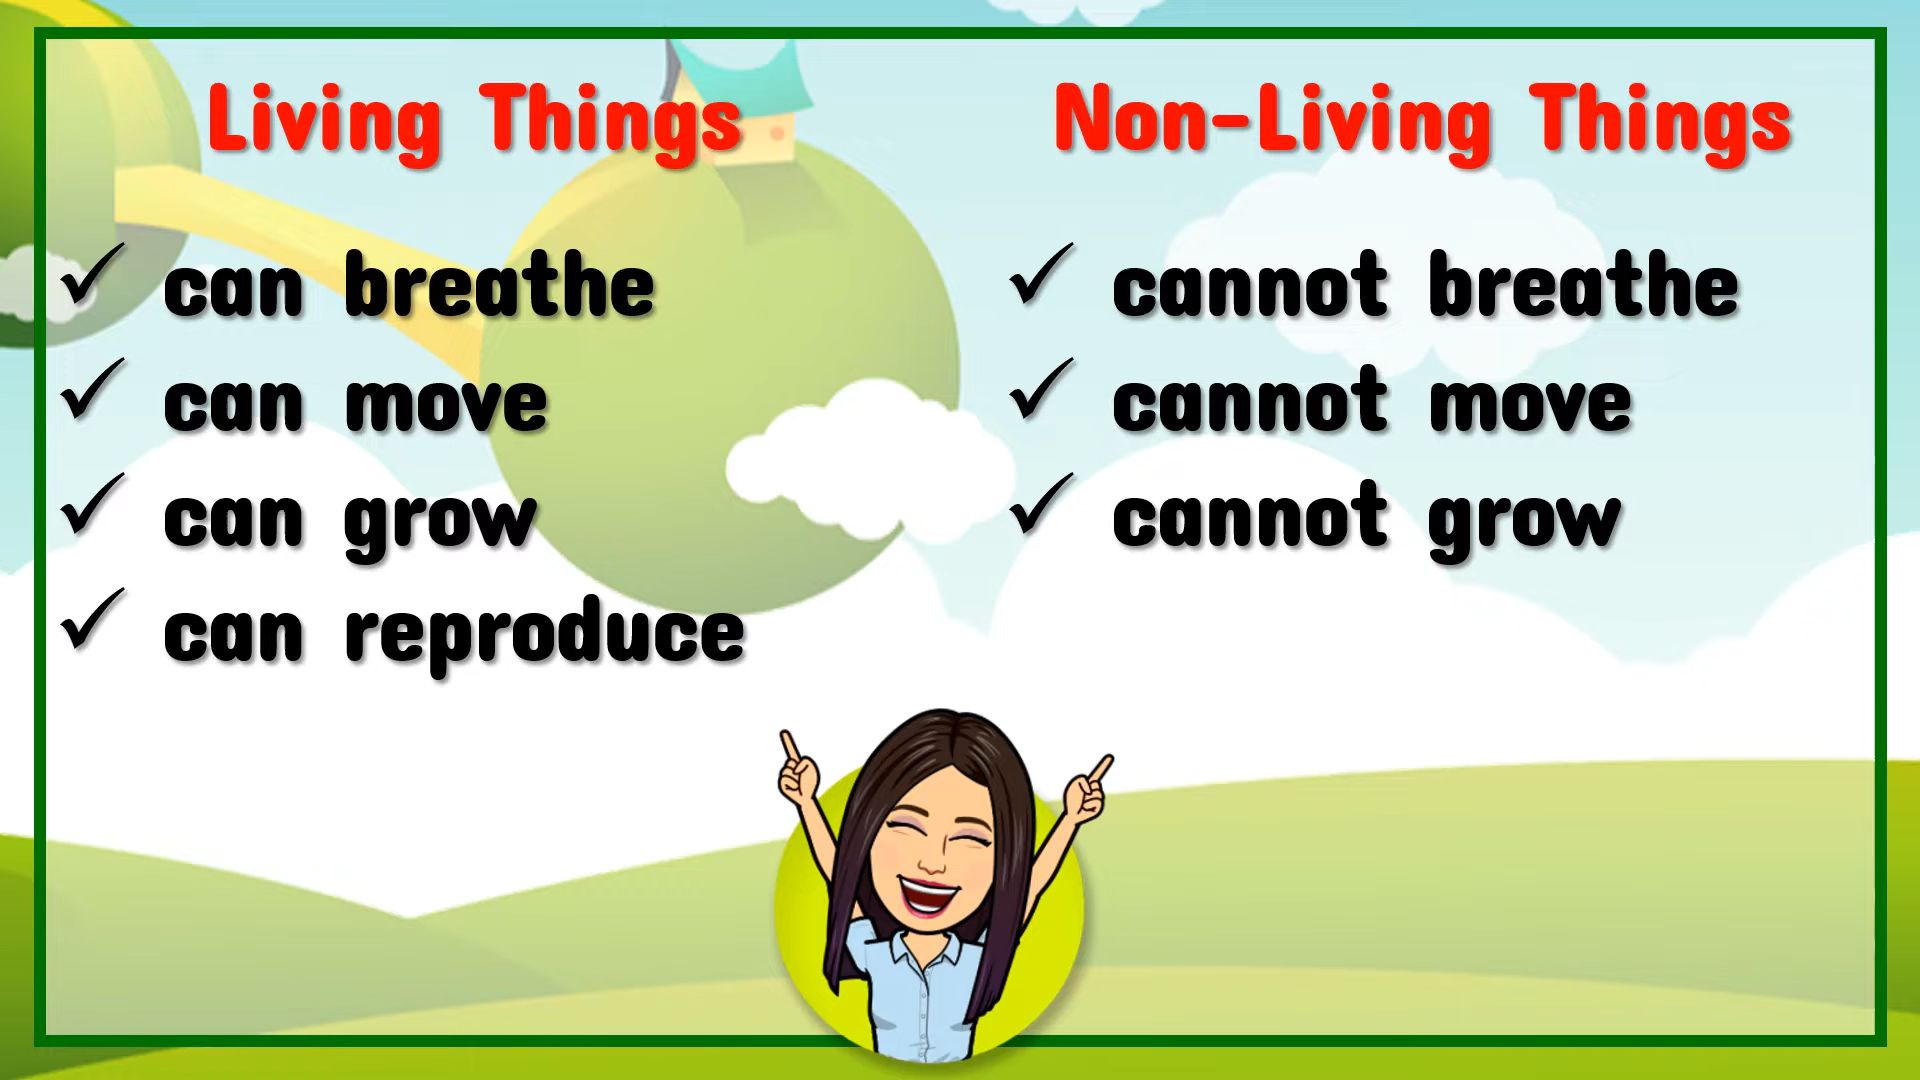 Living Things
✓ can breathe
✓ can move
✓ can grow
✓ can reproduce
Non-Living Things
✓ cannot breathe
✓ cannot move
✓ cannot grow